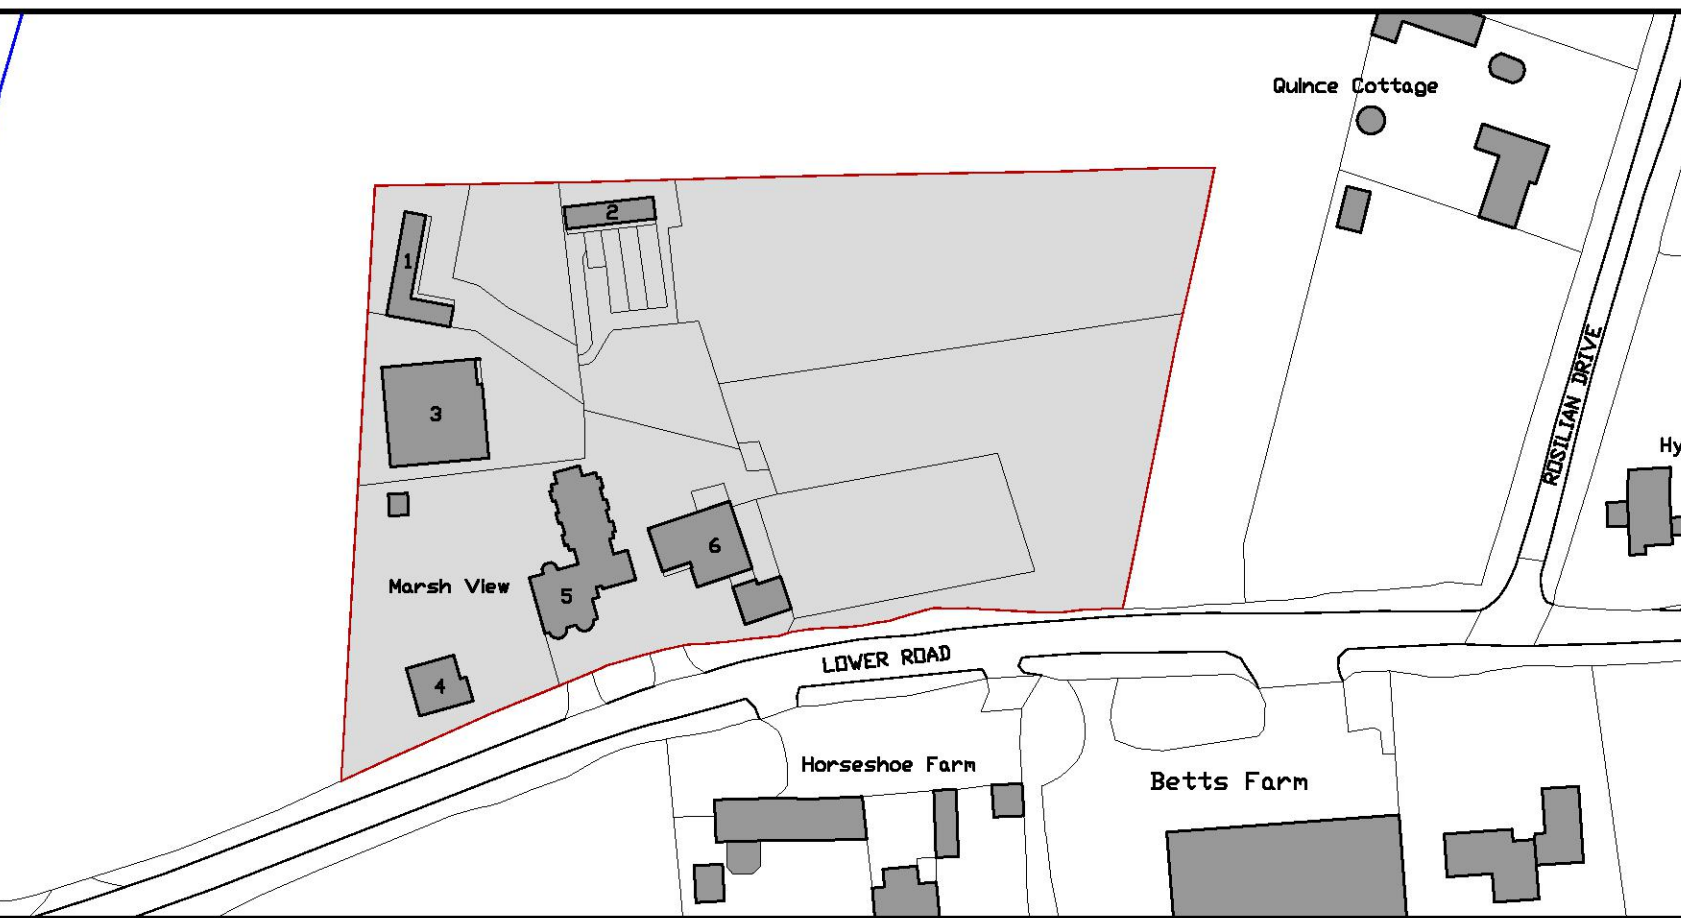 Quince Cottage
2
1
ROSILIAN DRIVE
3
Hy
6
Marsh View
5
LOWER ROAD
4
Horseshoe Farm
Betts Farm